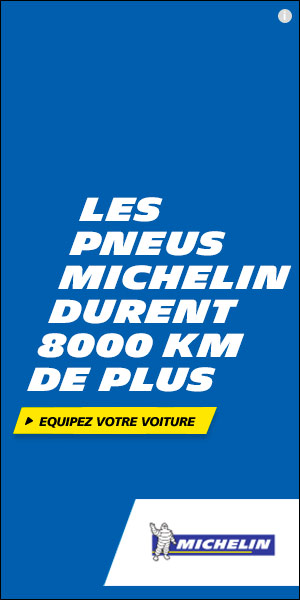 LES
PNEUS
MICHELIN
DURENT
8000 KM
DE PLUS
EQUIPEZ VOTRE VOITURE
MICHELIN